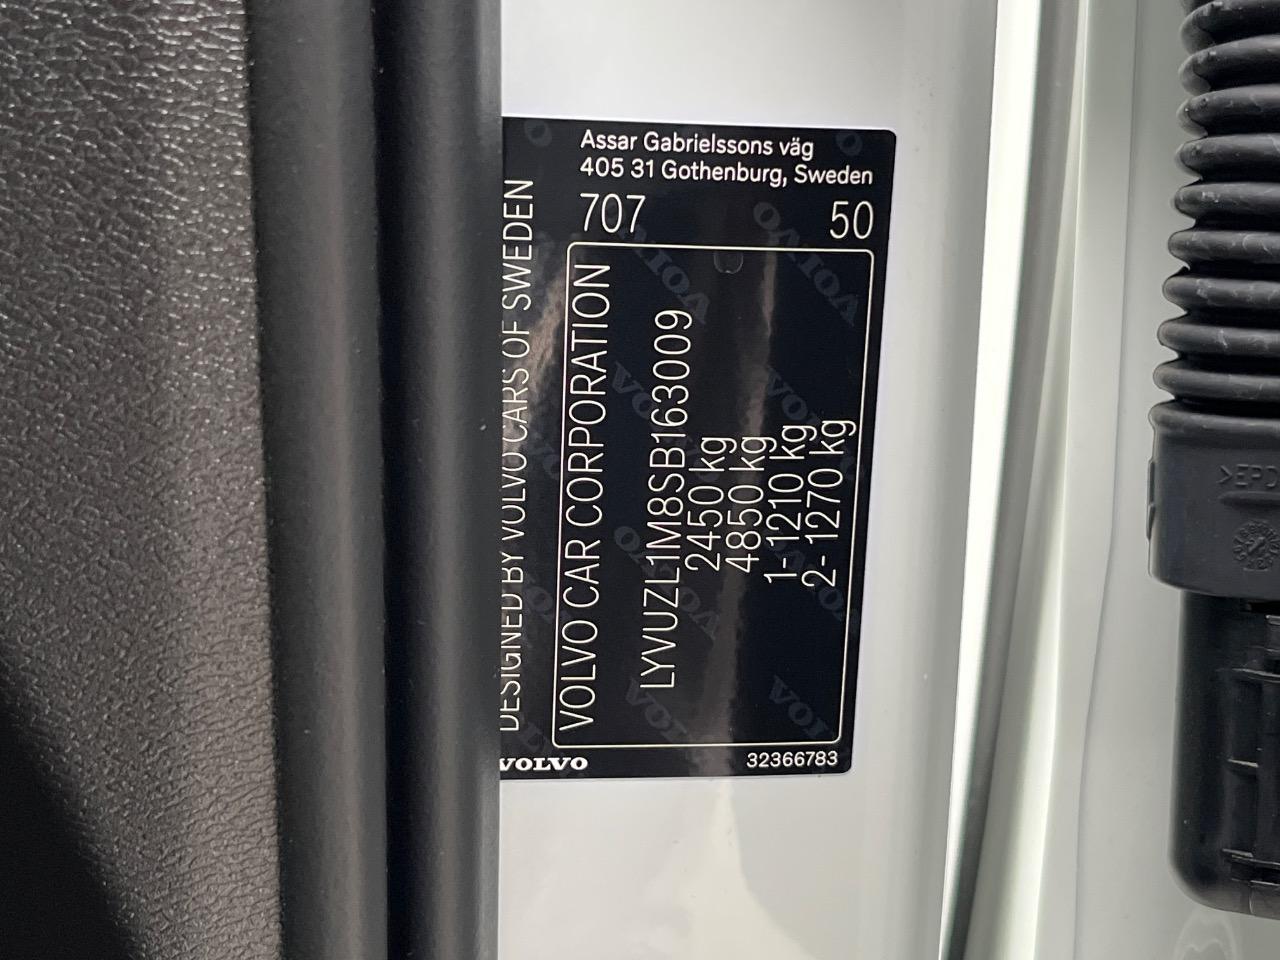 Assar Gabrielssons väg
405 31 Gothenburg, Sweden
707 50
DESIGNED BY VOLVO CARS OF SWEDEN
VOLVO CAR CORPORATION
LYVUZL1M8SB163009
2450 kg
4850 kg
1- 1210 kg
2- 1270 kg
VOLVO
32366783